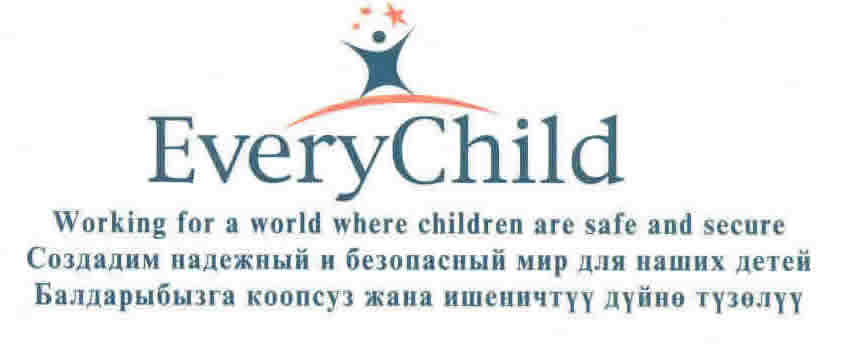 EveryChild
Working for a world where children are safe and secure
Создадим надежный и безопасный мир для наших детей
Балдарыбызга коопсуз жана ишеничтүү дүйнө түзөлүү